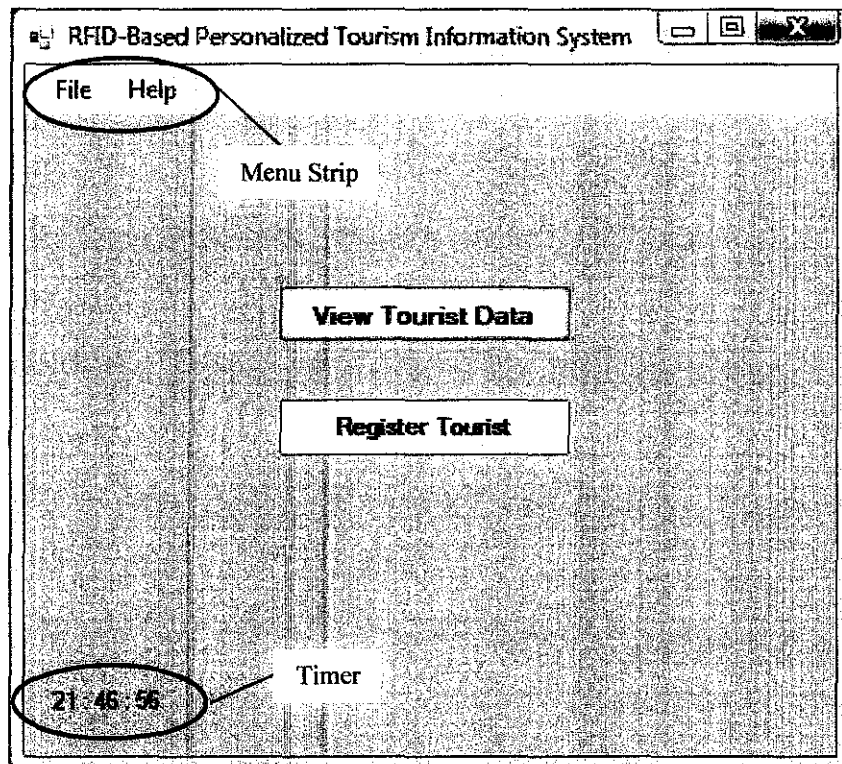 RFID-Based Personalized Tourism Information System
File Help
Menu Strip
View Tourist Data
Register Tourist
Timer
21 : 46 : 56